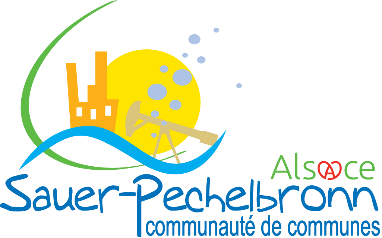 Alsace
Sauer-Pechelbronn
communauté de communes